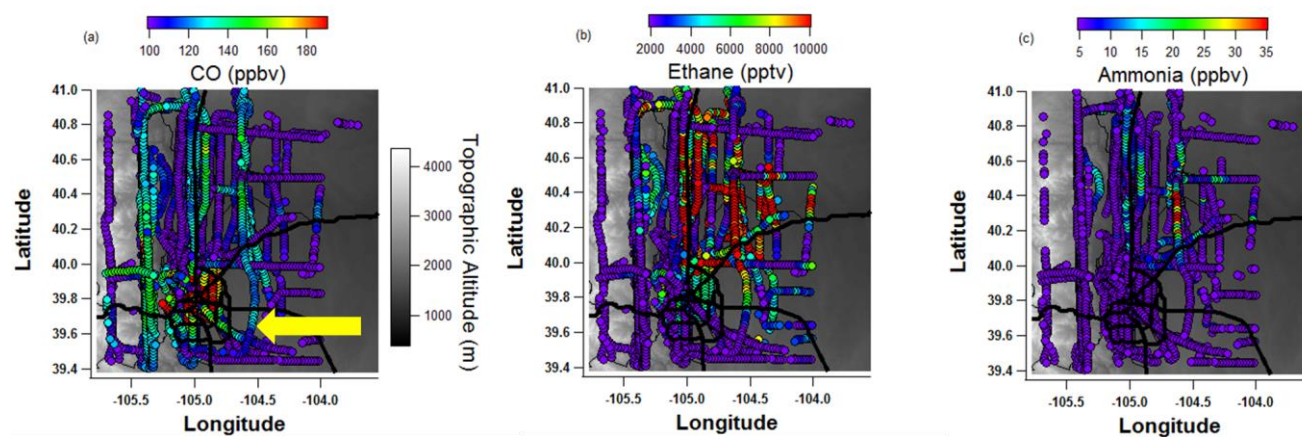 (a)
100 120 140 160 180
CO (ppbv)
41.0
40.8
40.6
40.4
40.2
40.0
39.8
39.6
39.4
Latitude
-105.5 -105.0 -104.5 -104.0
Longitude
4000
3000
2000
1000
Topographic Altitude (m)
(b)
2000 4000 6000 8000 10000
Ethane (pptv)
41.0
40.8
40.6
40.4
40.2
40.0
39.8
39.6
39.4
Latitude
-105.5 -105.0 -104.5 -104.0
Longitude
(c)
5 10 15 20 25 30 35
Ammonia (ppbv)
41.0
40.8
40.6
40.4
40.2
40.0
39.8
39.6
39.4
Latitude
-105.5 -105.0 -104.5 -104.0
Longitude